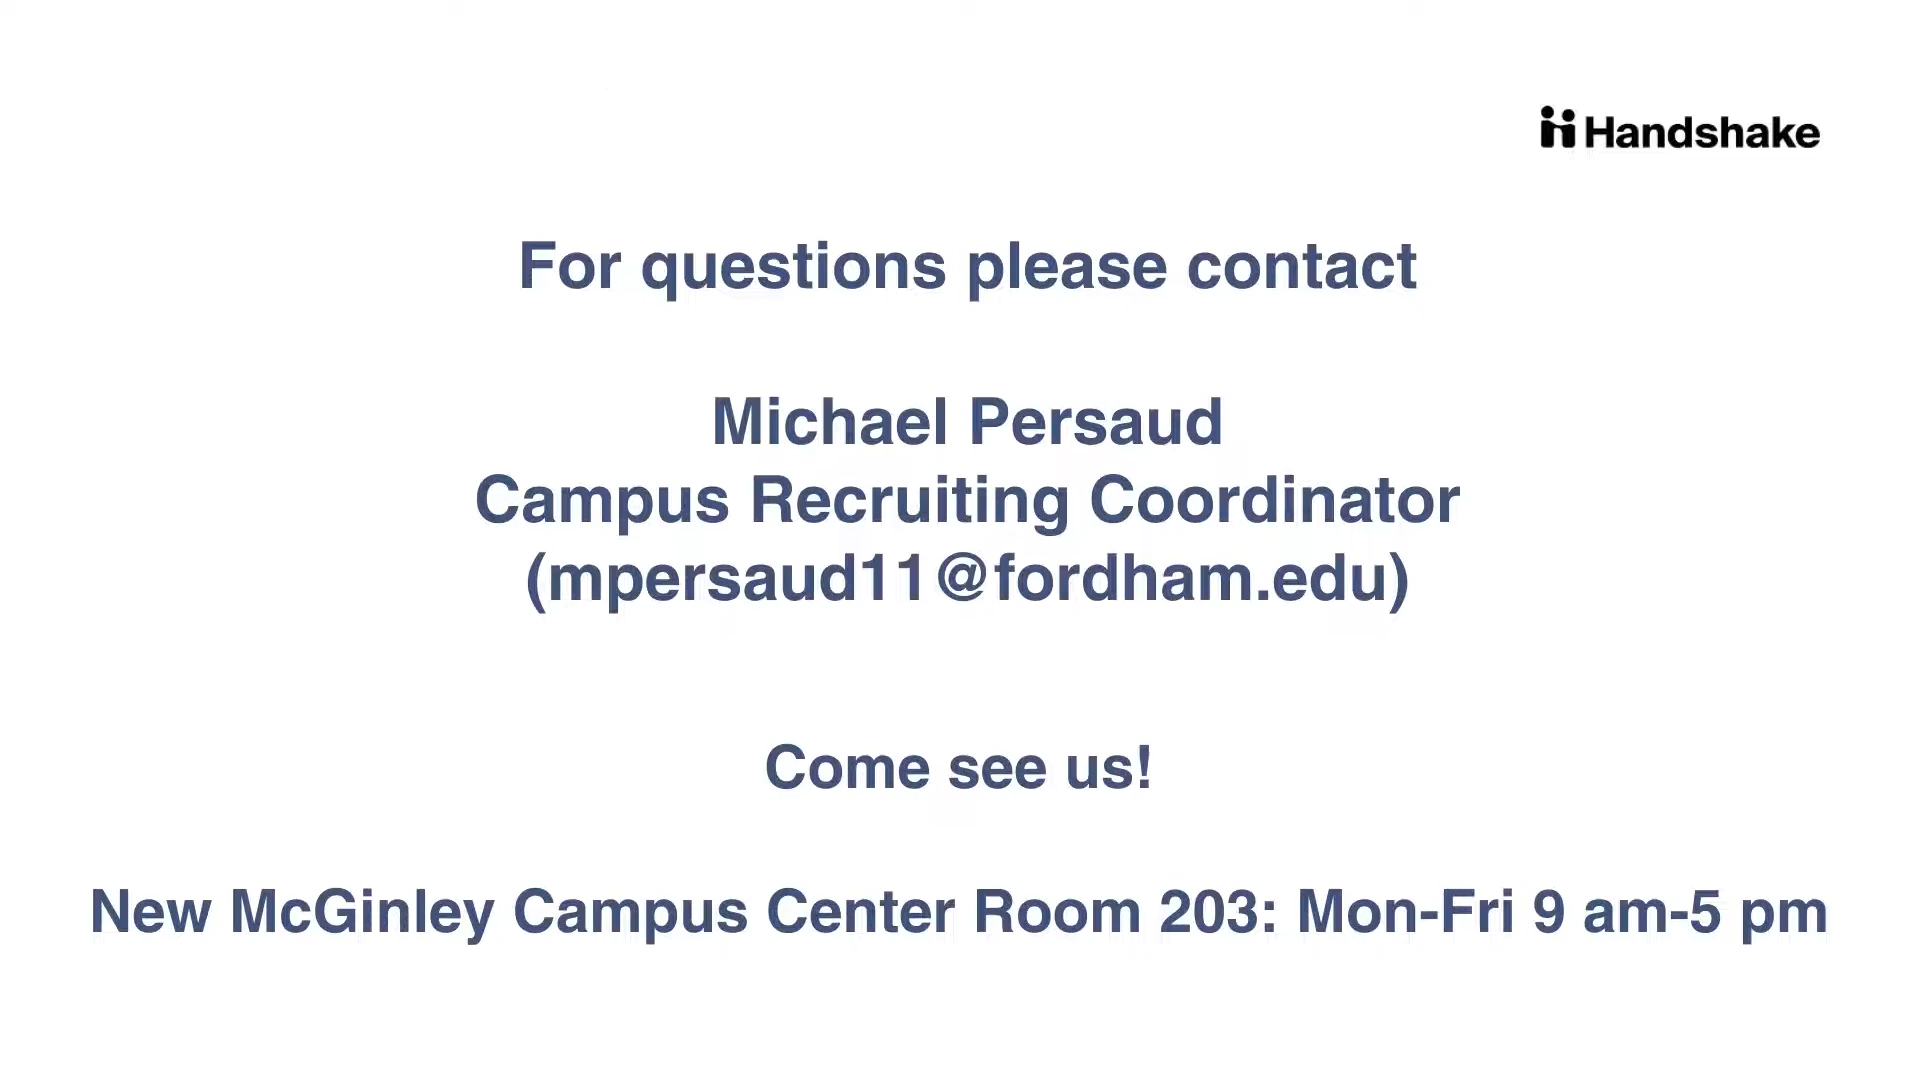 Handshake
For questions please contact
Michael Persaud
Campus Recruiting Coordinator
(mpersaud11@fordham.edu)
Come see us!
New McGinley Campus Center Room 203: Mon-Fri 9 am-5 pm